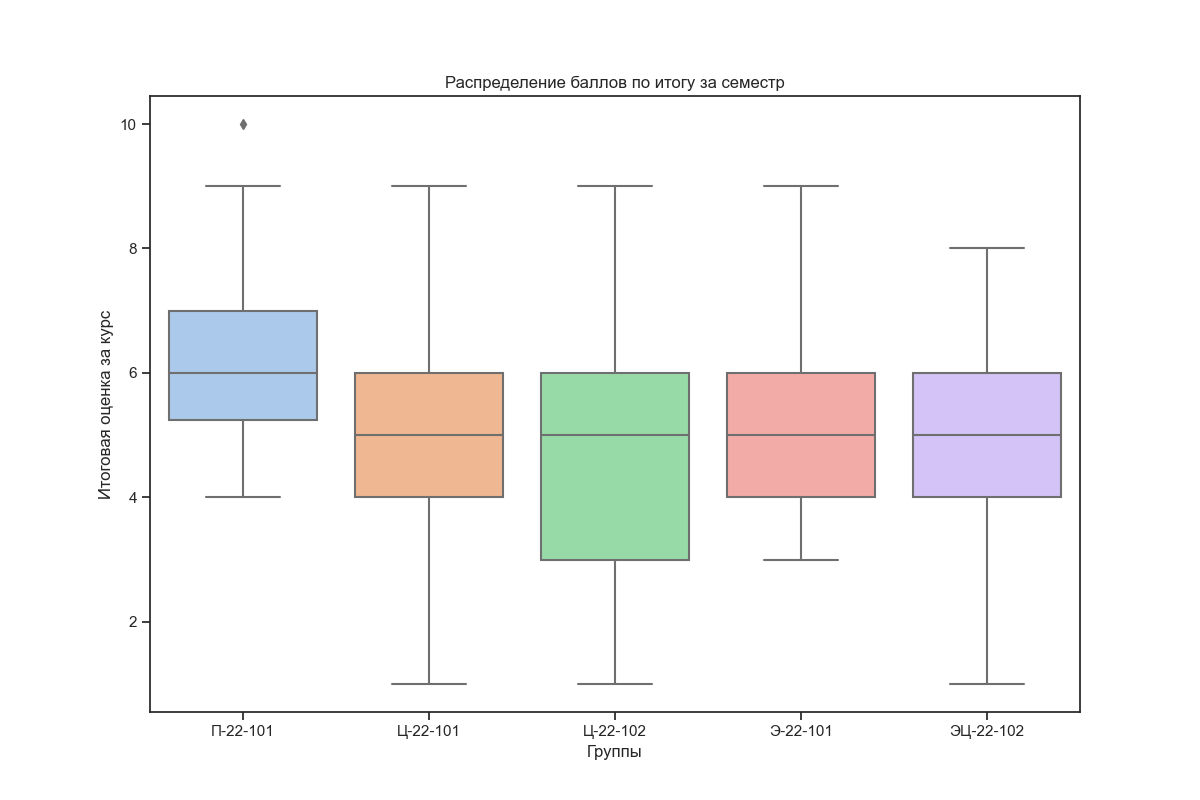 Распределение баллов по итогу за семестр
10
8
6
4
2
Итоговая оценка за курс
П-22-101
Ц-22-101
Ц-22-102
Э-22-101
ЭЦ-22-102
Группы